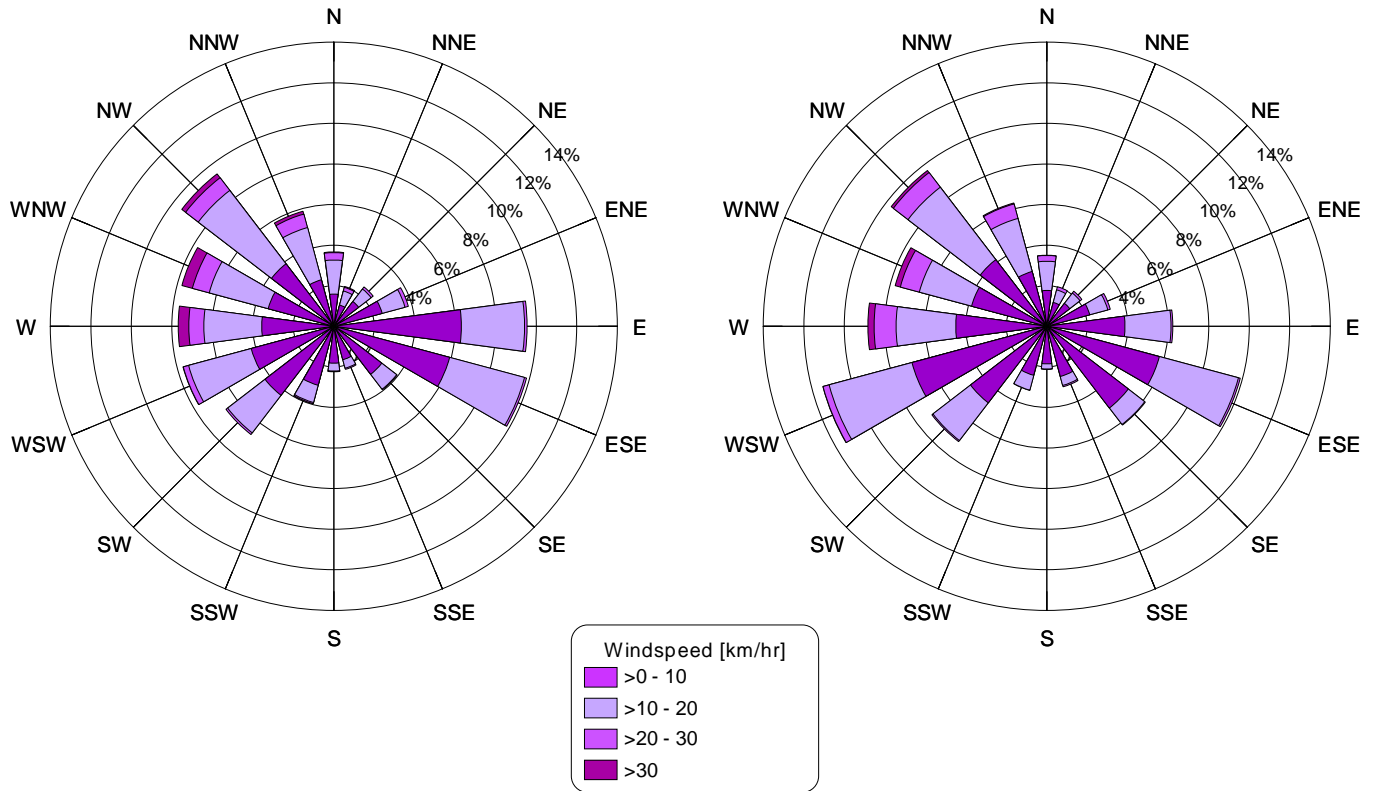 N
NNE
NE
ENE
E
ESE
SE
SSE
S
SSW
SW
WSW
W
WNW
NW
NNW
14%
12%
10%
8%
6%
4%
N
NNE
NE
ENE
E
ESE
SE
SSE
S
SSW
SW
WSW
W
WNW
NW
NNW
14%
12%
10%
8%
6%
4%
Windspeed [km/hr]
>0 - 10
>10 - 20
>20 - 30
>30